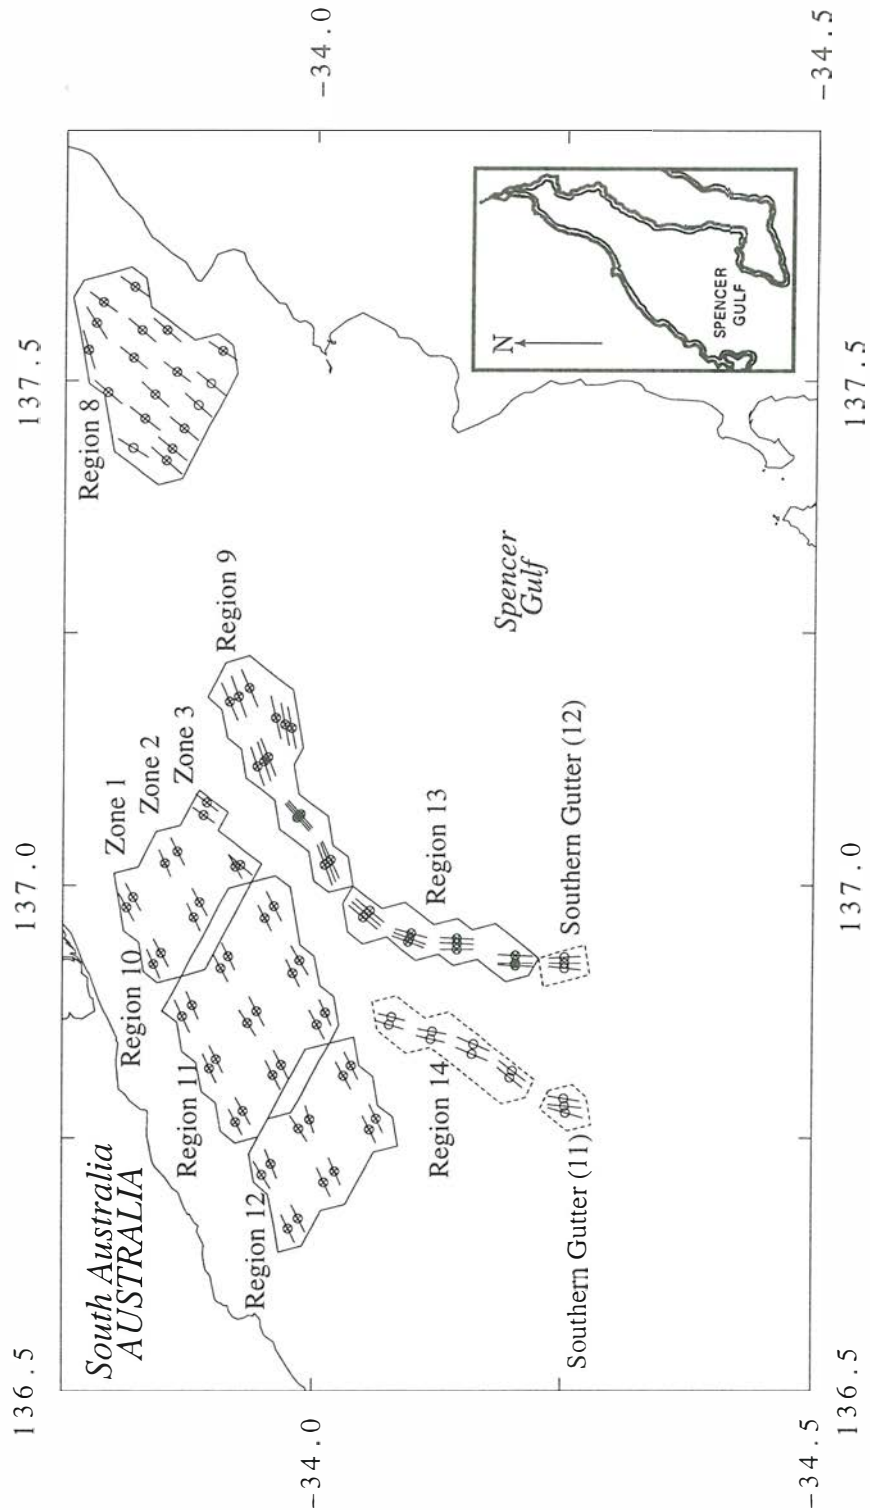 136.5
137.0
137.5
-34.0
-34.5
South Australia
AUSTRALIA
Region 8
Region 9
Zone 1
Zone 2
Zone 3
Region 10
Region 11
Region 12
Region 13
Region 14
Spencer
Gulf
Southern Gutter (11)
Southern Gutter (12)
N
SPENCER
GULF
-34.0
-34.5
136.5
137.0
137.5